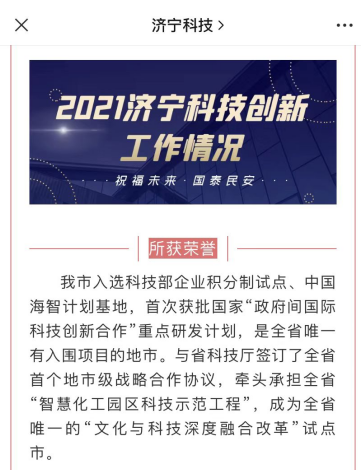 济宁科技
2021济宁科技创新
工作情况
···祝福未来·国泰民安···
所获荣誉
我市入选科技部企业积分制试点、中国
海智计划基地，首次获批国家“政府间国际
科技创新合作”重点研发计划，是全省唯一
有入围项目的地市。与省科技厅签订了全省
首个地市级战略合作协议，牵头承担全省
“智慧化工园区科技示范工程”，成为全省
唯一的“文化与科技深度融合改革”试点
市。